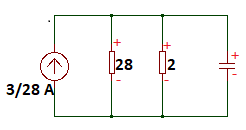 + + +
28 2
- - -
3/28 A